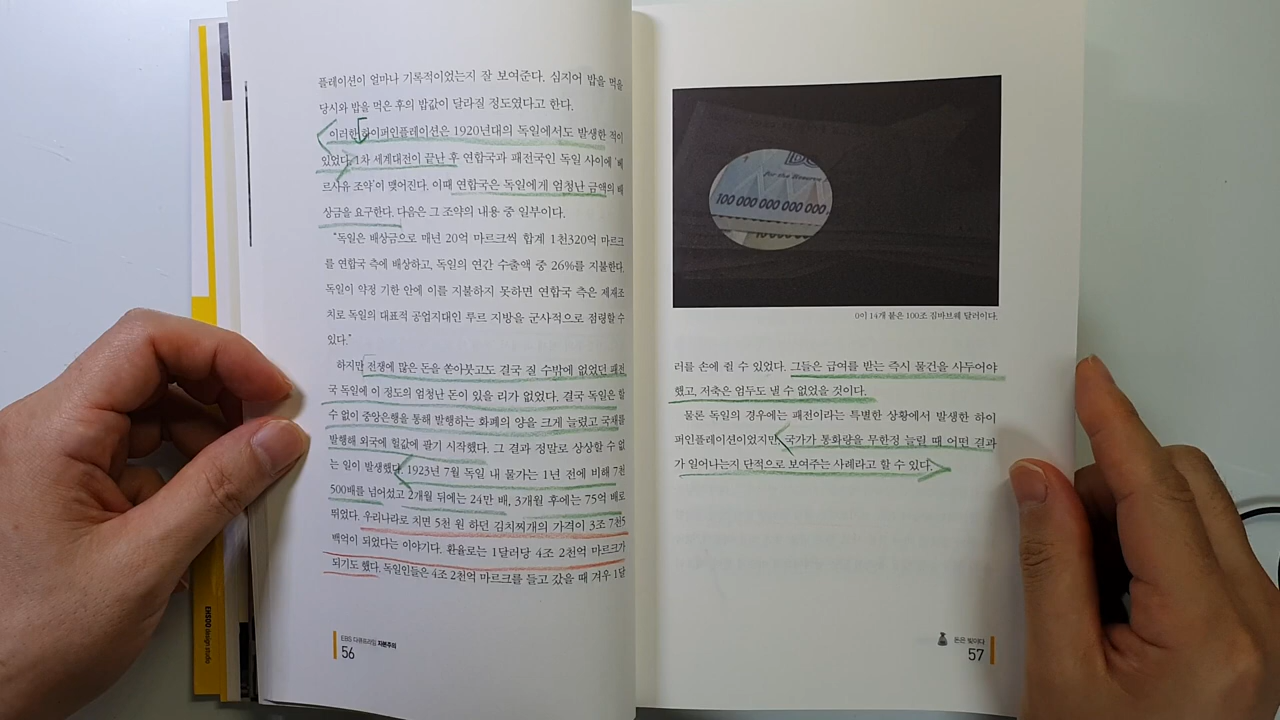 플레이션이 얼마나 기록적이었는지 잘 보여준다. 심지어 밥을 먹을
당시와 밥을 먹은 후의 밥값이 달라질 정도였다고 한다.
이러한 하이퍼인플레이션은 1920년대의 독일에서도 발생한 적이
있었다. 1차 세계대전이 끝난 후 연합국과 패전국인 독일 사이에 '베
르사유 조약'이 맺어진다. 이때 연합국은 독일에게 엄청난 금액의 배
상금을 요구한다. 다음은 그 조약의 내용 중 일부이다.
"독일은 배상금으로 매년 20억 마르크씩 합계 1천320억 마르크
를 연합국 측에 배상하고, 독일의 연간 수출액 중 26%를 지불한다.
독일이 약정 기한 안에 이를 지불하지 못하면 연합국 측은 제재조
치로 독일의 대표적 공업지대인 루르 지방을 군사적으로 점령할 수
있다."
하지만 전쟁에 많은 돈을 쏟아붓고도 결국 질 수밖에 없었던 패전
국 독일에 이 정도의 엄청난 돈이 있을 리가 없었다. 결국 독일은 할
수 없이 중앙은행을 통해 발행하는 화폐의 양을 크게 늘렸고 국채를
발행해 외국에 헐값에 팔기 시작했다. 그 결과 정말로 상상할 수 없
는 일이 발생했다. 1923년 7월 독일 내 물가는 1년 전에 비해 7천
500배를 넘어섰고 2개월 뒤에는 24만 배, 3개월 후에는 75억 배로
뛰었다. 우리나라로 치면 5천 원 하던 김치찌개의 가격이 3조 7천5
백억이 되었다는 이야기다. 환율로는 1달러당 4조 2천억 마르크가
되기도 했다. 독일인들은 4조 2천억 마르크를 들고 갔을 때 겨우 1달
EBS 다큐프라임 자본주의
56
EKSOO design studio
for the Reserve
100 000 000 000 000
0이 14개 붙은 100조 짐바브웨 달러이다.
러를 손에 쥘 수 있었다. 그들은 급여를 받는 즉시 물건을 사두어야
했고, 저축은 엄두도 낼 수 없었을 것이다.
물론 독일의 경우에는 패전이라는 특별한 상황에서 발생한 하이
퍼인플레이션이었지만, 국가가 통화량을 무한정 늘릴 때 어떤 결과
가 일어나는지 단적으로 보여주는 사례라고 할 수 있다.
돈은 빚이다
57